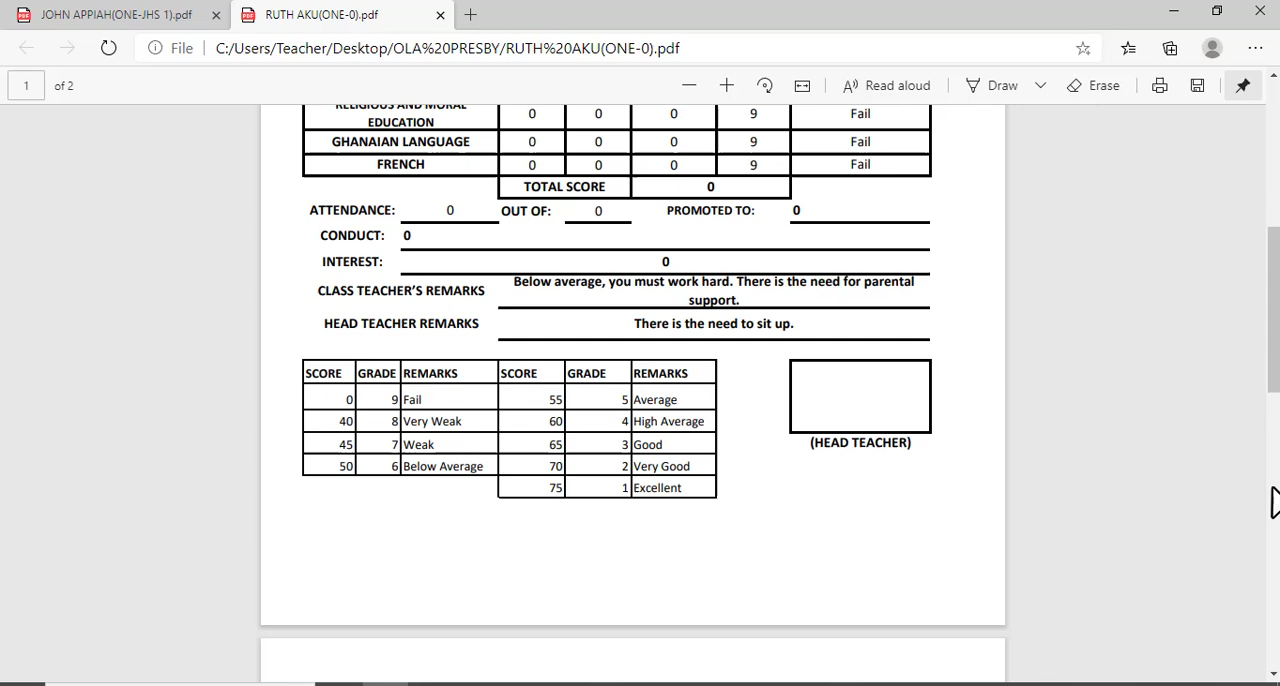 JOHN APPIAH(ONE-JHS 1).pdf
RUTH AKU(ONE-0).pdf
File
C:/Users/Teacher/Desktop/OLA%20PRESBY/RUTH%20AKU(ONE-0).pdf
1 of 2
Read aloud Draw Erase
RELIGIOUS AND MORAL
EDUCATION 0 0 0 9 Fail
GHANAIAN LANGUAGE 0 0 0 9 Fail
FRENCH 0 0 0 9 Fail
TOTAL SCORE 0
ATTENDANCE: 0 OUT OF: 0 PROMOTED TO: 0
CONDUCT: 0
INTEREST: 0
CLASS TEACHER’S REMARKS Below average, you must work hard. There is the need for parental
support.
HEAD TEACHER REMARKS There is the need to sit up.
SCORE GRADE REMARKS SCORE GRADE REMARKS
0 9 Fail 55 5 Average
40 8 Very Weak 60 4 High Average
45 7 Weak 65 3 Good
50 6 Below Average 70 2 Very Good
75 1 Excellent
(HEAD TEACHER)